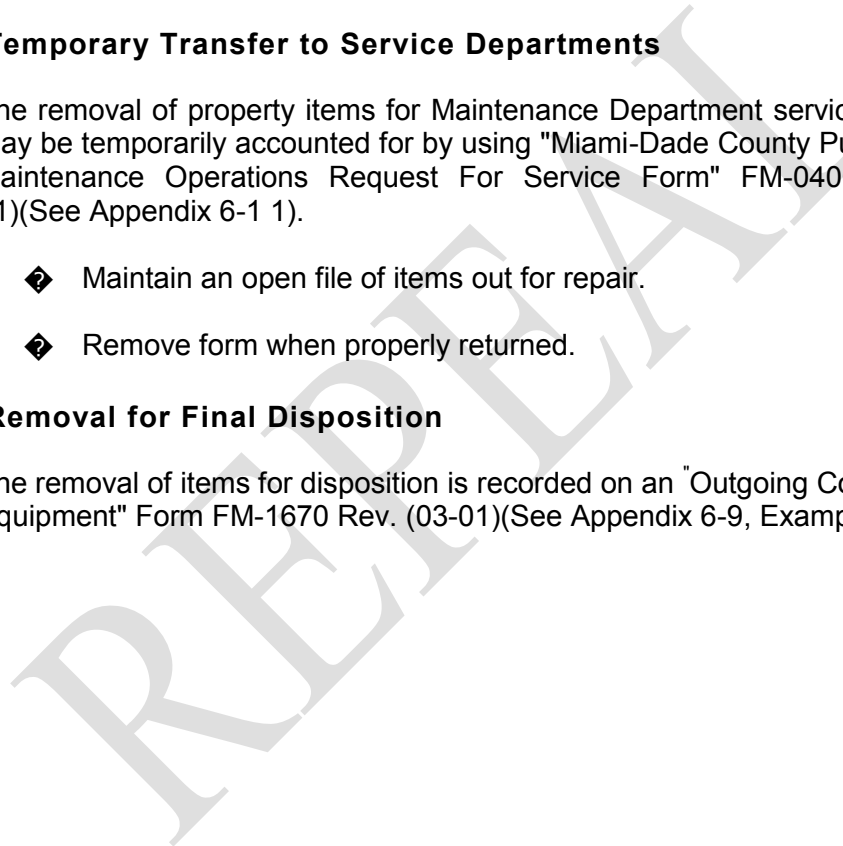 Temporary Transfer to Service Departments
he removal of property items for Maintenance Department servic
ay be temporarily accounted for by using "Miami-Dade County Pu
aintenance Operations Request For Service Form" FM-040
1)(See Appendix 6-1 1).
� Maintain an open file of items out for repair.
� Remove form when properly returned.
Removal for Final Disposition
he removal of items for disposition is recorded on an "Outgoing Co
quipment" Form FM-1670 Rev. (03-01)(See Appendix 6-9, Examp
REPEAL